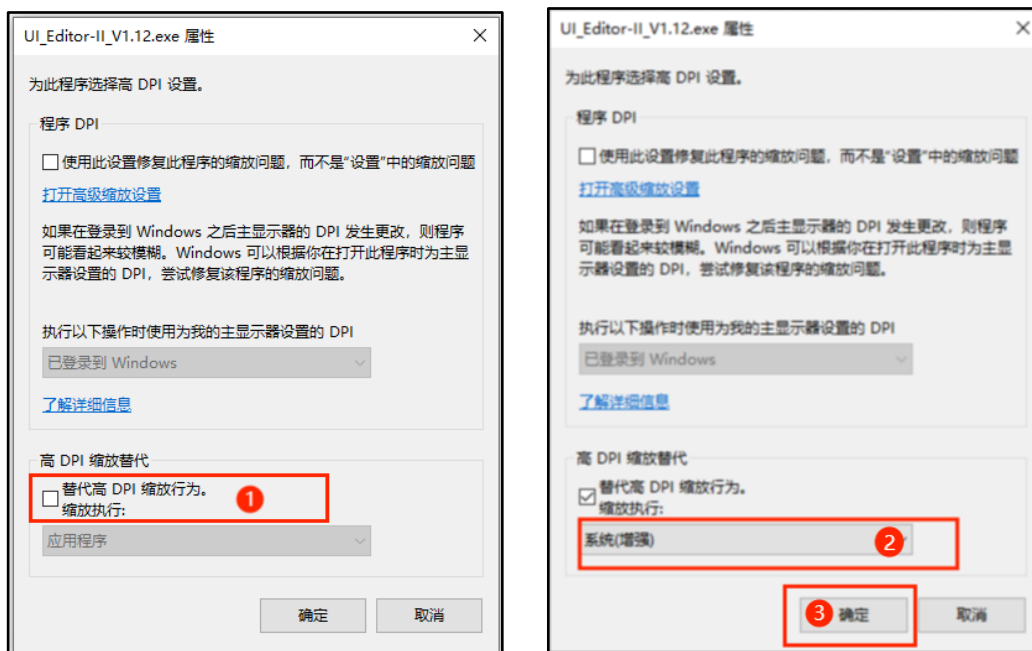 UI_Editor-II_V1.12.exe 属性
为此程序选择高 DPI 设置。
程序 DPI
使用此设置修复此程序的缩放问题，而不是“设置”中的缩放问题
打开高级缩放设置
如果在登录到 Windows 之后主显示器的 DPI 发生更改，则程序
可能看起来较模糊。Windows 可以根据你在打开此程序时为主显
示器设置的 DPI，尝试修复该程序的缩放问题。
执行以下操作时使用为我的主显示器设置的 DPI
已登录到 Windows
了解详细信息
高 DPI 缩放替代
替代高 DPI 缩放行为。
缩放执行:
1
应用程序
确定
取消
UI_Editor-II_V1.12.exe 属性
为此程序选择高 DPI 设置。
程序 DPI
使用此设置修复此程序的缩放问题，而不是“设置”中的缩放问题
打开高级缩放设置
如果在登录到 Windows 之后主显示器的 DPI 发生更改，则程序
可能看起来较模糊。Windows 可以根据你在打开此程序时为主显
示器设置的 DPI，尝试修复该程序的缩放问题。
执行以下操作时使用为我的主显示器设置的 DPI
已登录到 Windows
了解详细信息
高 DPI 缩放替代
替代高 DPI 缩放行为。
缩放执行:
系统(增强)
2
3
确定
取消